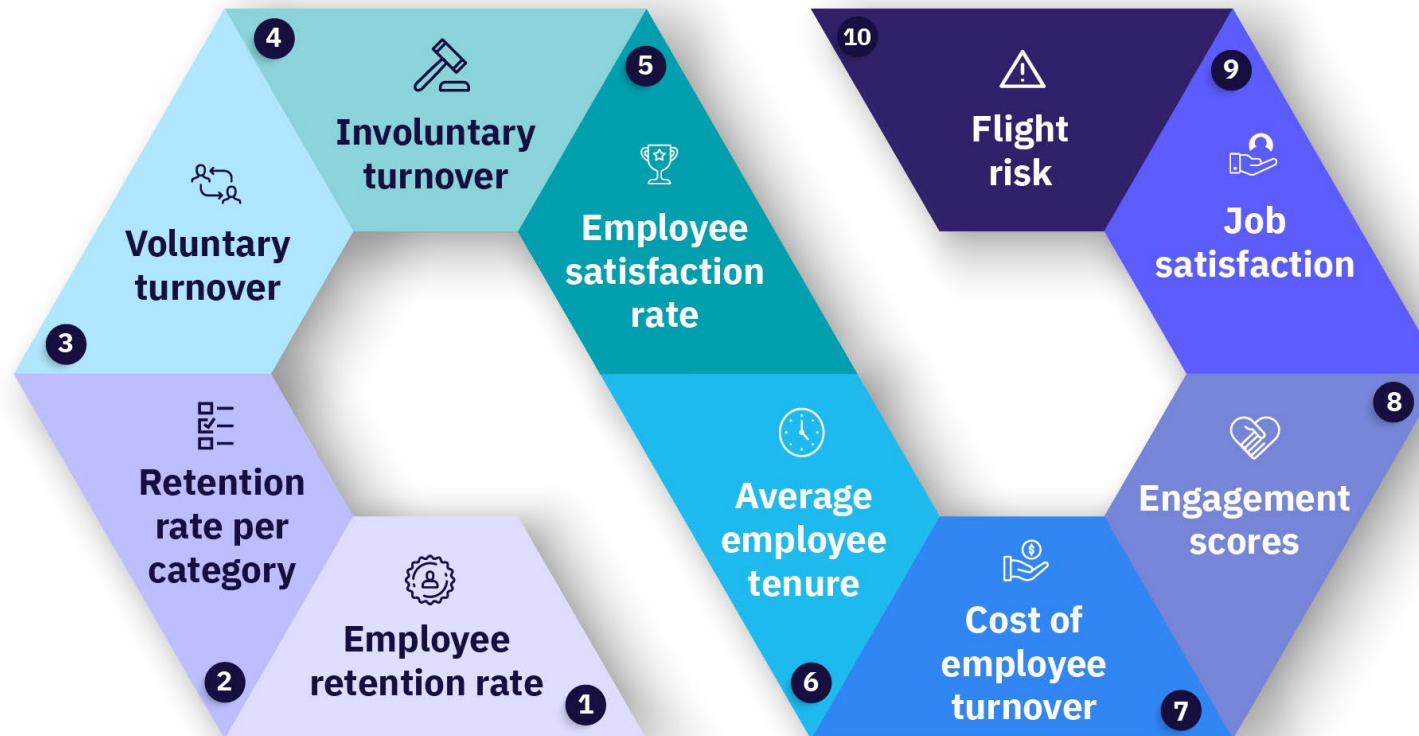 1
Employee
retention rate
2
Retention
rate per
category
3
Voluntary
turnover
4
Involuntary
turnover
5
Employee
satisfaction
rate
6
Average
employee
tenure
7
Cost of
employee
turnover
8
Engagement
scores
9
Job
satisfaction
10
Flight
risk